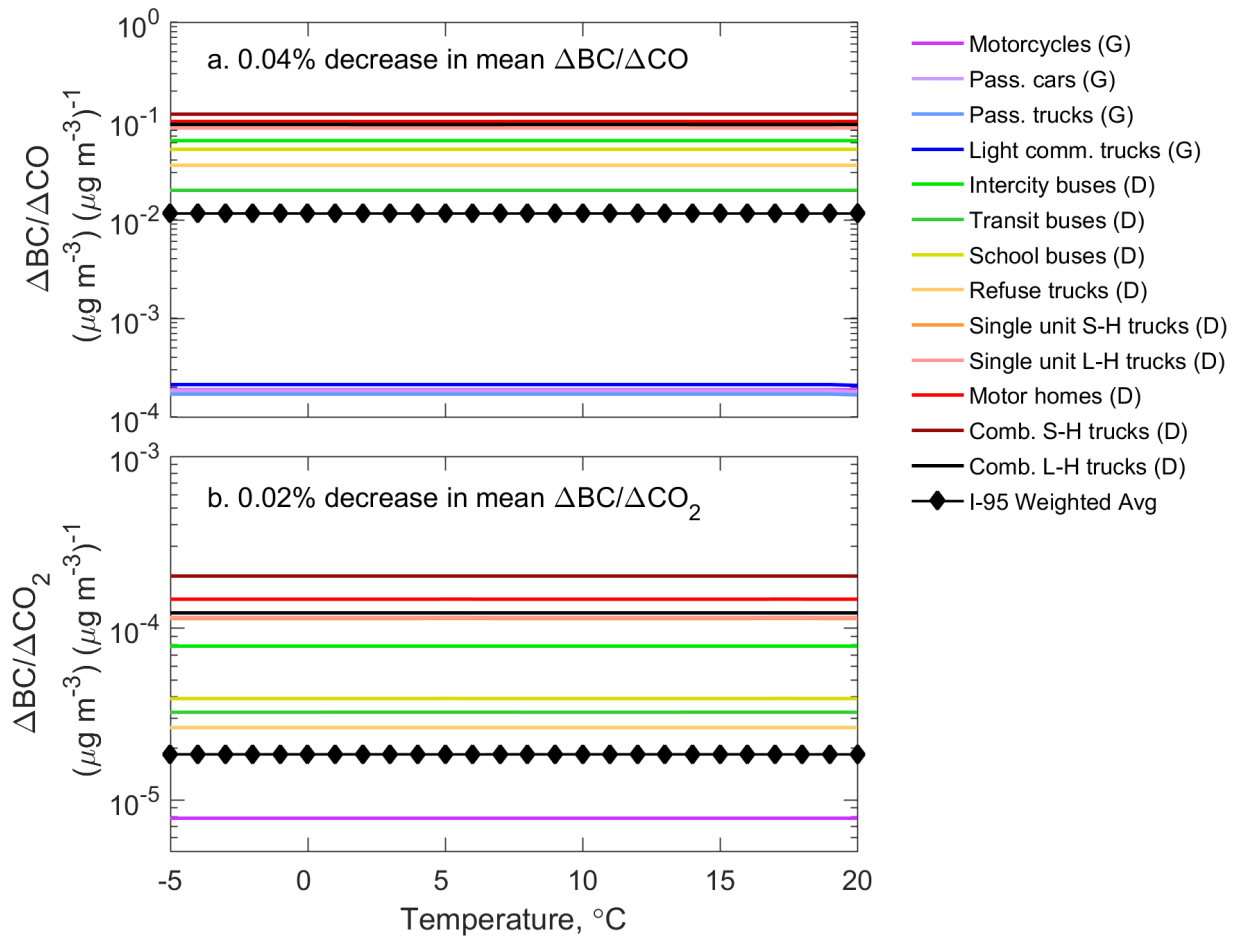 a. 0.04% decrease in mean ΔBC/ΔCO
10⁰
10⁻¹
10⁻²
10⁻³
10⁻⁴
ΔBC/ΔCO
(μg m⁻³) (μg m⁻³)⁻¹
b. 0.02% decrease in mean ΔBC/ΔCO₂
10⁻³
10⁻⁴
10⁻⁵
ΔBC/ΔCO₂
(μg m⁻³) (μg m⁻³)⁻¹
-5 0 5 10 15 20
Temperature, °C
Motorcycles (G)
Pass. cars (G)
Pass. trucks (G)
Light comm. trucks (G)
Intercity buses (D)
Transit buses (D)
School buses (D)
Refuse trucks (D)
Single unit S-H trucks (D)
Single unit L-H trucks (D)
Motor homes (D)
Comb. S-H trucks (D)
Comb. L-H trucks (D)
I-95 Weighted Avg